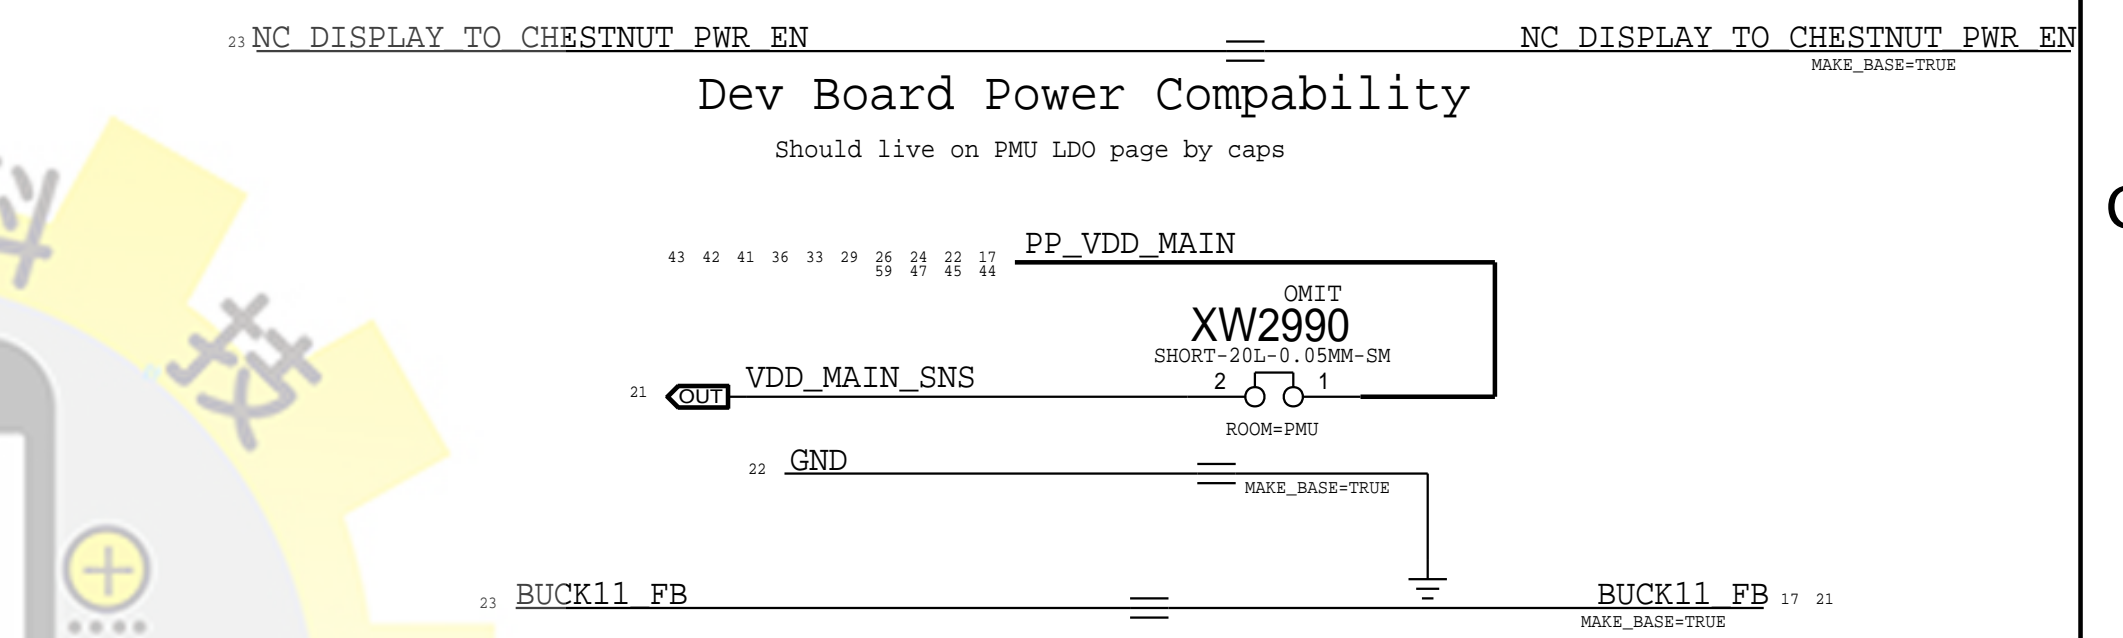 23 NC_DISPLAY_TO_CHESTNUT_PWR_EN NC_DISPLAY_TO_CHESTNUT_PWR_EN
MAKE_BASE=TRUE
Dev Board Power Compability
Should live on PMU LDO page by caps
43 42 41 36 33 29 26 24 22 17 PP_VDD_MAIN
59 47 45 44
OMIT
XW2990
SHORT-20L-0.05MM-SM
21 OUT VDD_MAIN_SNS 2 1
ROOM=PMU
22 GND
MAKE_BASE=TRUE
23 BUCK11_FB BUCK11_FB 17 21
MAKE_BASE=TRUE